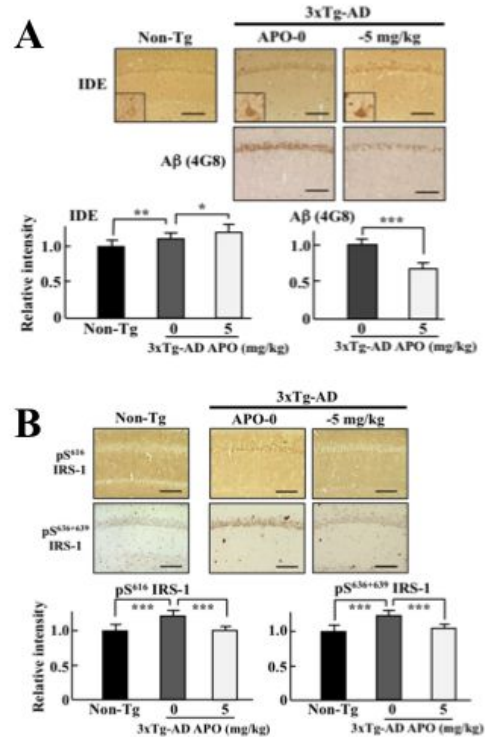 A
3xTg-AD
Non-Tg APO-0 -5 mg/kg
IDE
Aβ (4G8)
IDE Aβ (4G8)
** * ***
Relative intensity
1.0 1.0
0.5 0.5
0 0
Non-Tg 0 5 0 5
3xTg-AD APO (mg/kg) 3xTg-AD APO (mg/kg)
B
3xTg-AD
Non-Tg APO-0 -5 mg/kg
pS⁶¹⁶
IRS-1
pS⁶³⁶⁺⁶³⁹
IRS-1
pS⁶¹⁶ IRS-1 pS⁶³⁶⁺⁶³⁹ IRS-1
*** *** *** ***
Relative intensity
1.0 1.0
0.5 0.5
0 0
Non-Tg 0 5 Non-Tg 0 5
3xTg-AD APO (mg/kg) 3xTg-AD APO (mg/kg)